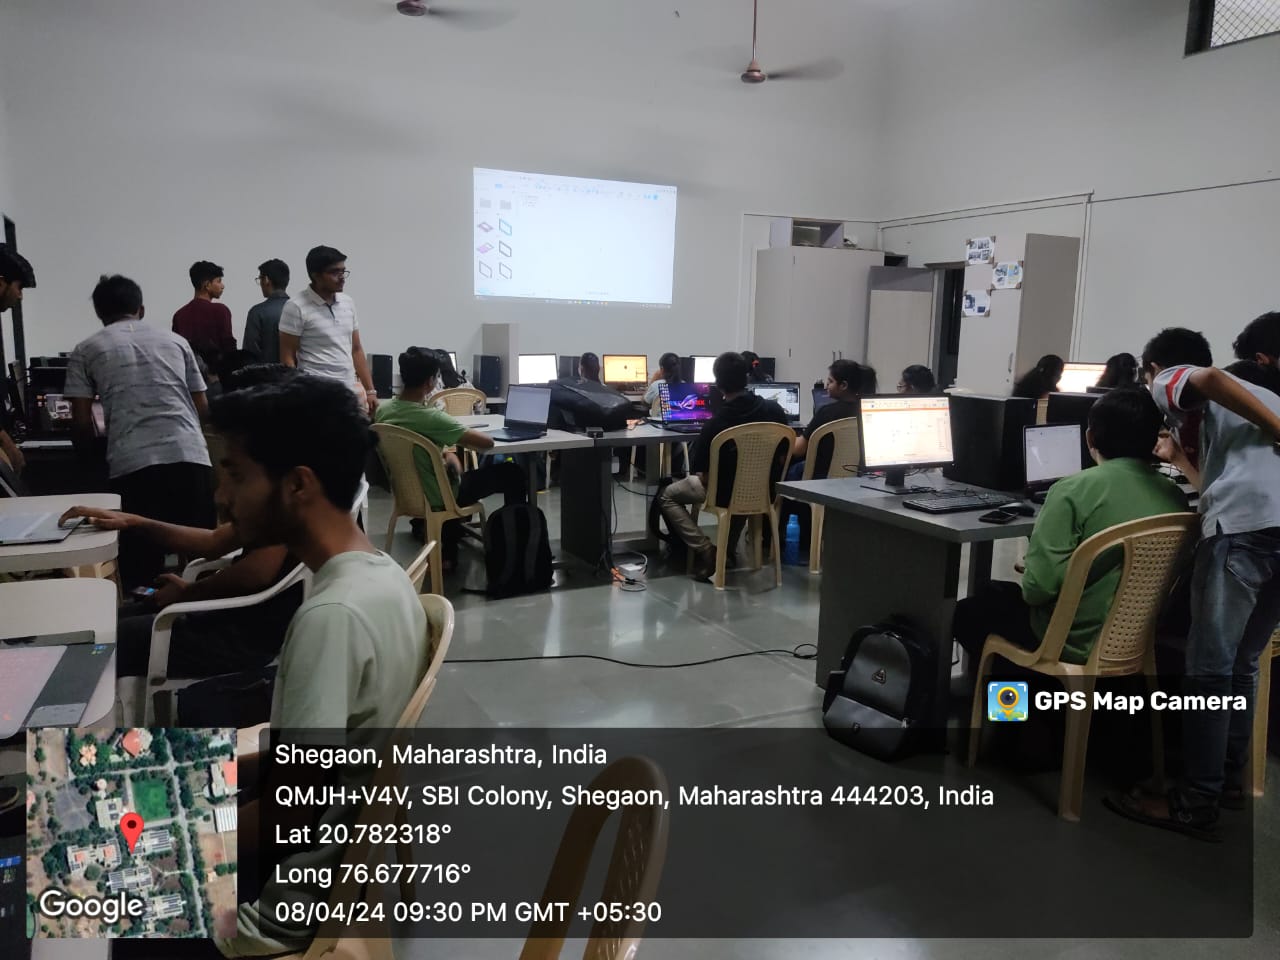 GPS Map Camera
Shegaon, Maharashtra, India
QMJH+V4V, SBI Colony, Shegaon, Maharashtra 444203, India
Lat 20.782318°
Long 76.677716°
08/04/24 09:30 PM GMT +05:30
Google